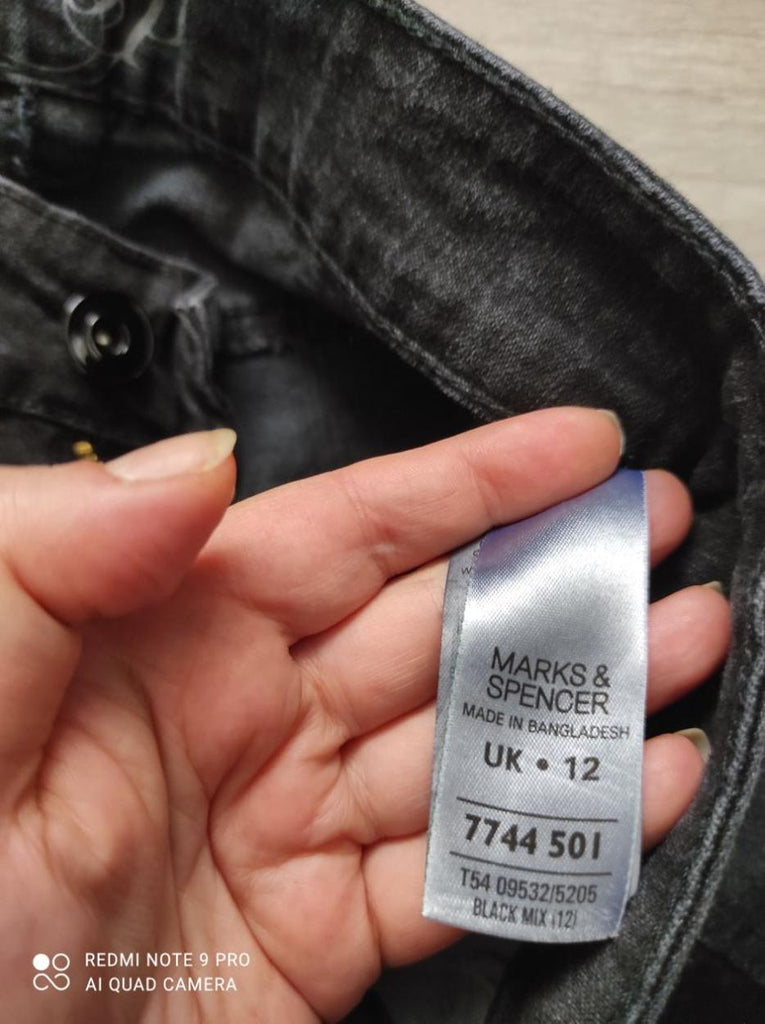 MARKS &
SPENCER
MADE IN BANGLADESH
UK • 12
7744 501
T54 09532/5205
BLACK MIX (12)
REDMI NOTE 9 PRO
AI QUAD CAMERA